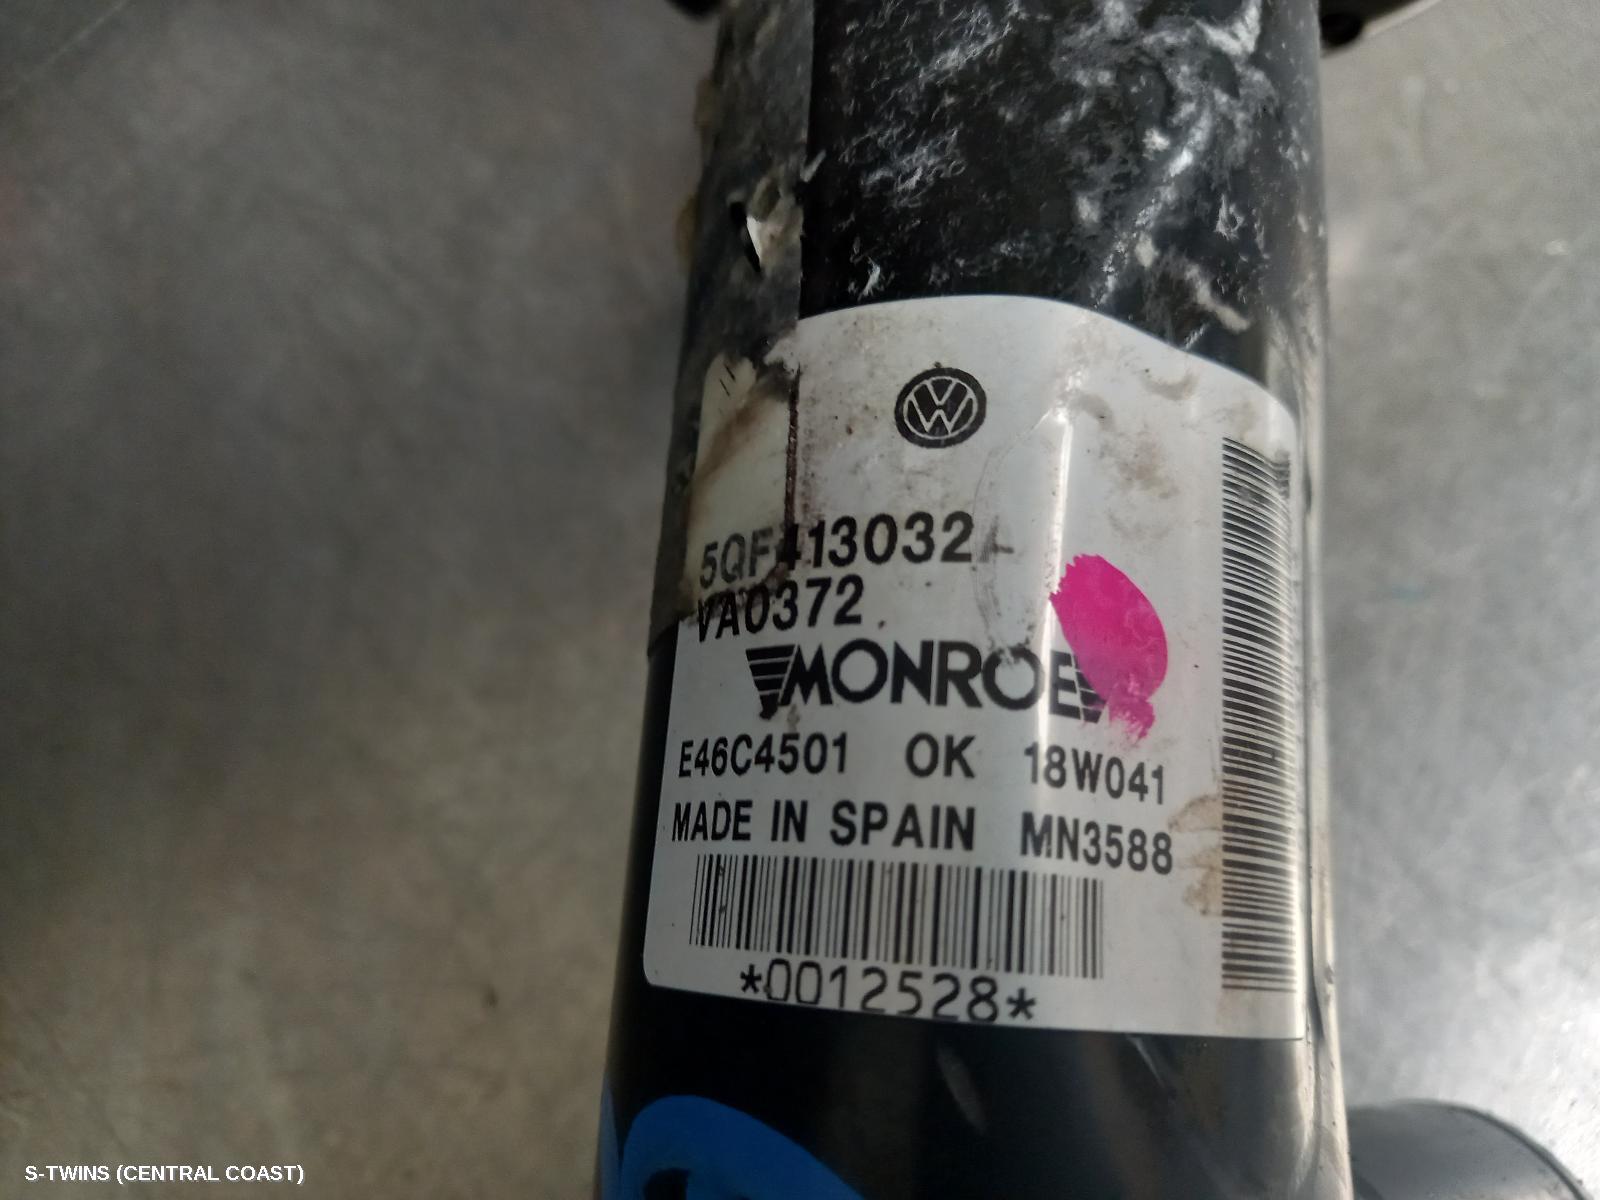 5QF413032
VA0372
MONROE
E46C4501 OK 18W041
MADE IN SPAIN MN3588
*0012528*
S-TWINS (CENTRAL COAST)